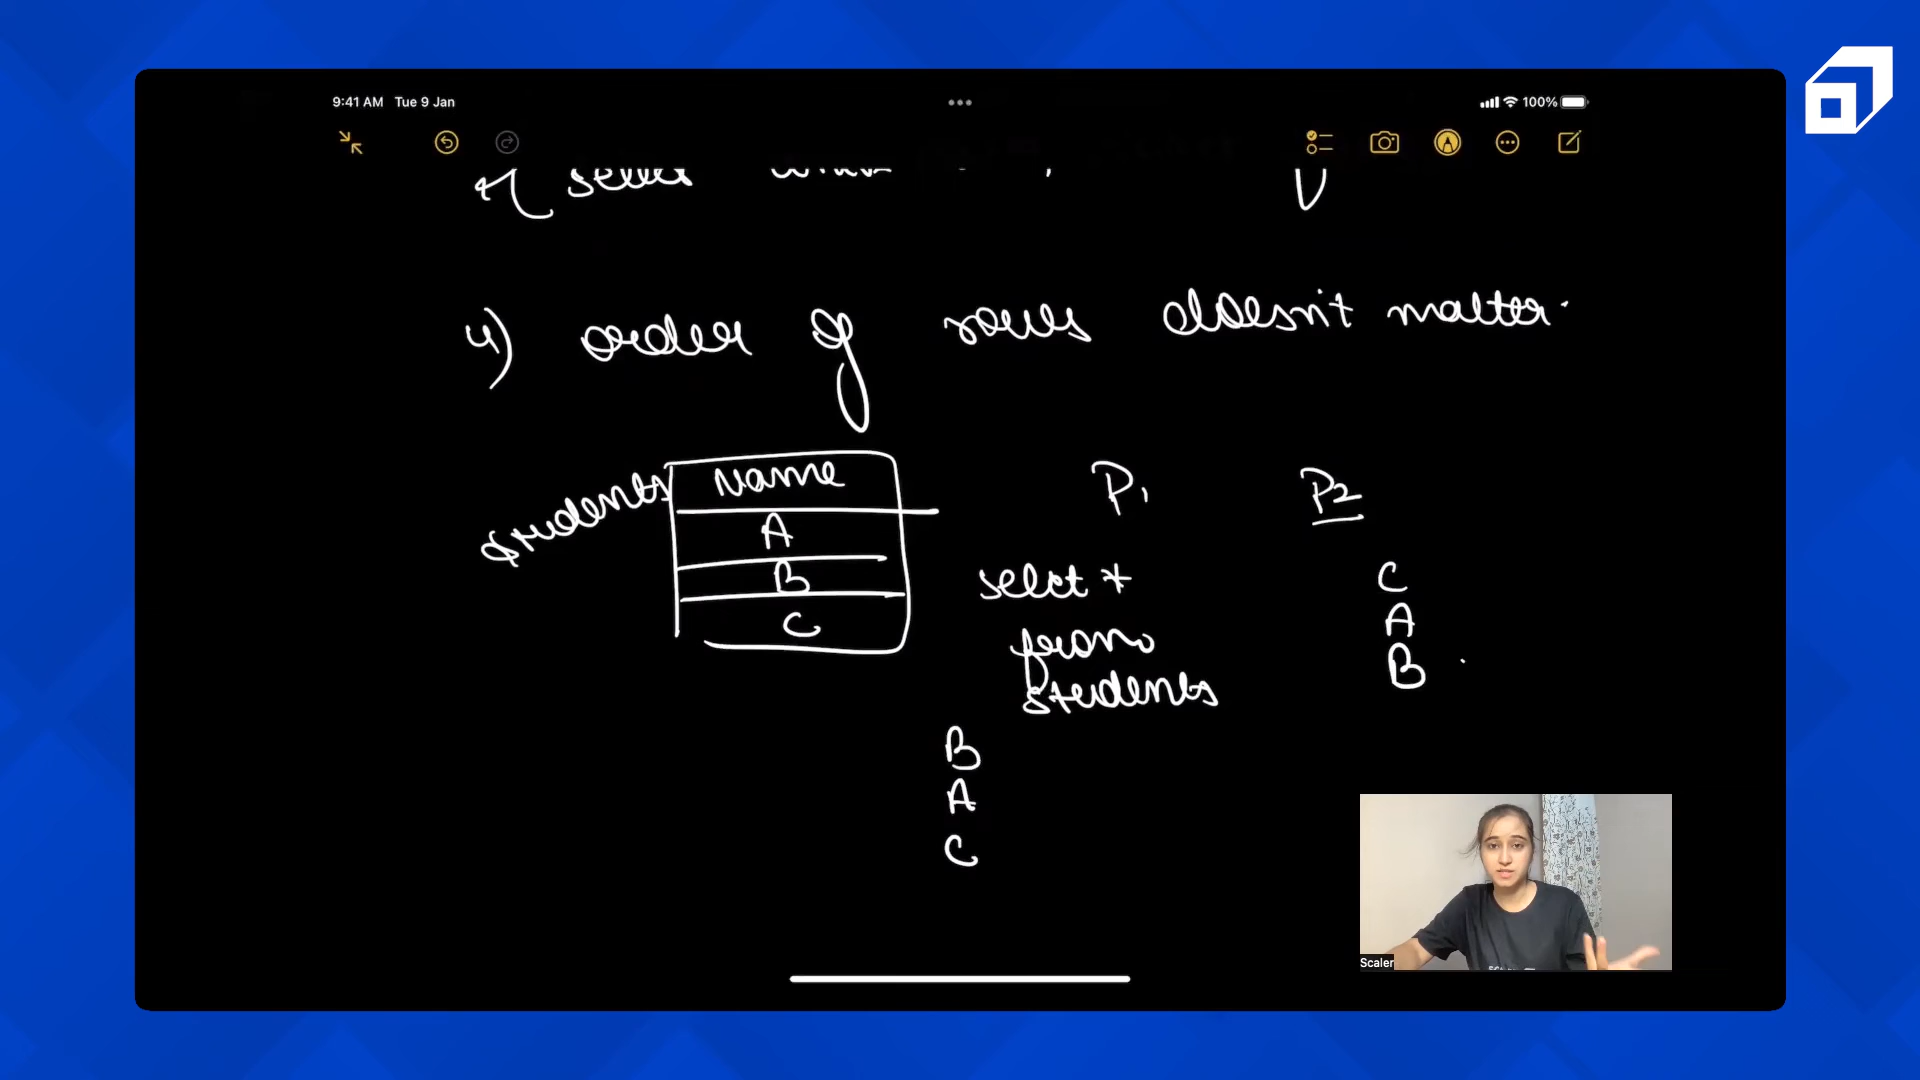 9:41 AM Tue 9 Jan
100%
4) order of rows doesn't matter.
students
Name
A
B
C
P1
P2
selct *
from
students
C
A
B
B
A
C
Scaler